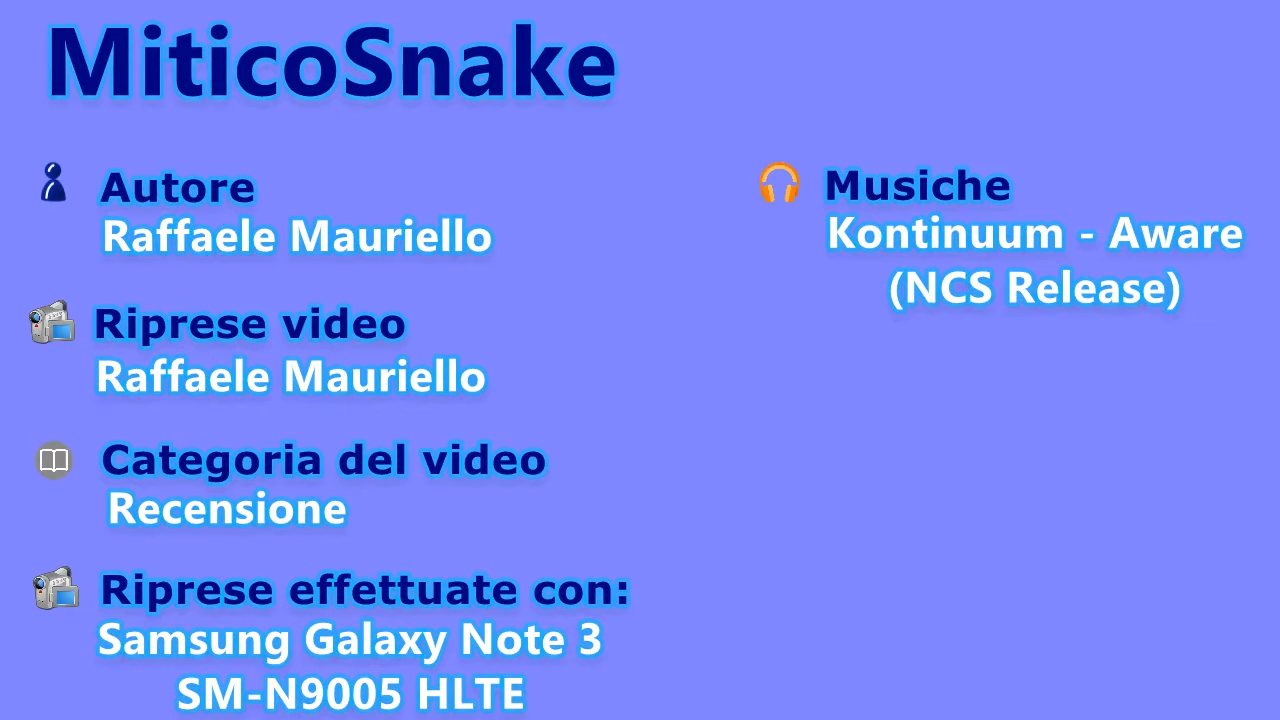 MiticoSnake
Autore
Raffaele Mauriello
Riprese video
Raffaele Mauriello
Categoria del video
Recensione
Riprese effettuate con:
Samsung Galaxy Note 3
SM-N9005 HLTE
Musiche
Kontinuum - Aware
(NCS Release)